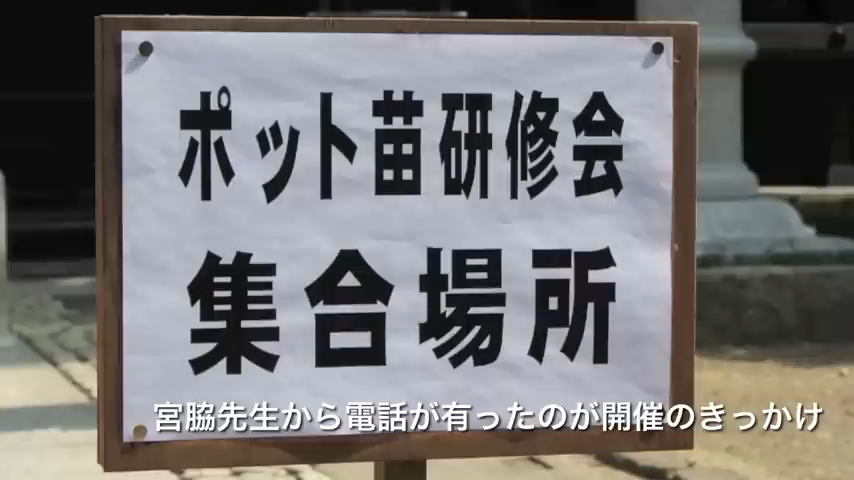 ポット苗研修会
集合場所
宮脇先生から電話が有ったのが開催のきっかけ